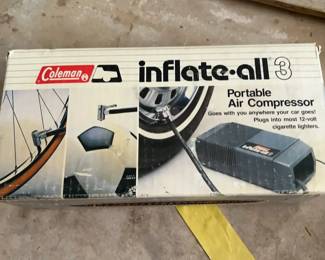 Coleman
inflate·all 3
Portable
Air Compressor
Goes with you anywhere your car goes!
Plugs into most 12-volt
cigarette lighters.